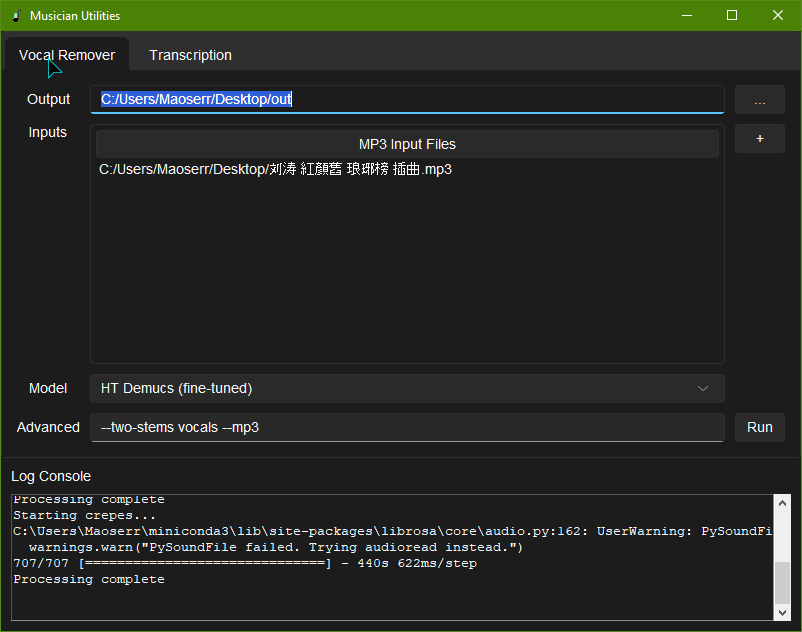 Musician Utilities
Vocal Remover Transcription
Output C:/Users/Maoserr/Desktop/out ...
Inputs MP3 Input Files +
C:/Users/Maoserr/Desktop/刘涛 紅顏舊 琅琊榜 插曲.mp3
Model HT Demucs (fine-tuned)
Advanced --two-stems vocals --mp3 Run
Log Console
Processing complete
Starting crepes...
C:\Users\Maoserr\miniconda3\lib\site-packages\librosa\core\audio.py:162: UserWarning: PySoundFi
warnings.warn("PySoundFile failed. Trying audioread instead.")
707/707 [==============================] - 440s 622ms/step
Processing complete